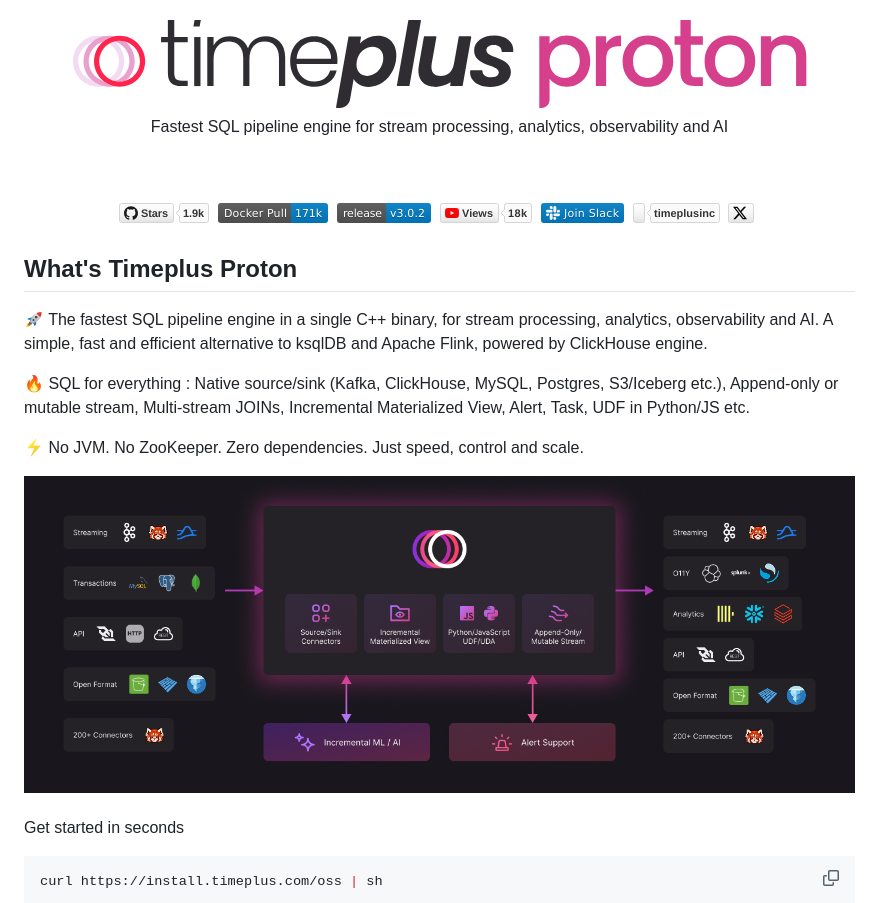 timeplus proton
Fastest SQL pipeline engine for stream processing, analytics, observability and AI
Stars 1.9k Docker Pull 171k release v3.0.2 Views 18k Join Slack timeplusinc X
What's Timeplus Proton
🚀 The fastest SQL pipeline engine in a single C++ binary, for stream processing, analytics, observability and AI. A
simple, fast and efficient alternative to ksqlDB and Apache Flink, powered by ClickHouse engine.
🔥 SQL for everything : Native source/sink (Kafka, ClickHouse, MySQL, Postgres, S3/Iceberg etc.), Append-only or
mutable stream, Multi-stream JOINs, Incremental Materialized View, Alert, Task, UDF in Python/JS etc.
⚡ No JVM. No ZooKeeper. Zero dependencies. Just speed, control and scale.
Streaming
Transactions MySQL
API HTTP REST
Open Format
200+ Connectors
JS
Source/Sink
Connectors
Incremental
Materialized View
Python/JavaScript
UDF/UDA
Append-Only/
Mutable Stream
Incremental ML / AI
Alert Support
Streaming
O11Y splunk>
Analytics
API REST
Open Format
200+ Connectors
Get started in seconds
curl https://install.timeplus.com/oss | sh